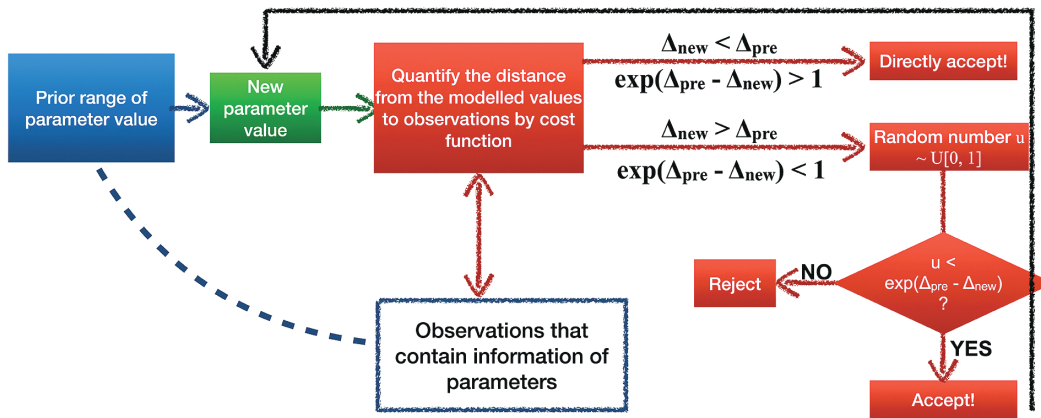 Prior range of
parameter value
New
parameter
value
Quantify the distance
from the modelled values
to observations by cost
function
Δnew < Δpre
exp(Δpre - Δnew) > 1
Directly accept!
Δnew > Δpre
exp(Δpre - Δnew) < 1
Random number u
~ U[0, 1]
u <
exp(Δpre - Δnew)
?
NO
Reject
YES
Accept!
Observations that
contain information of
parameters